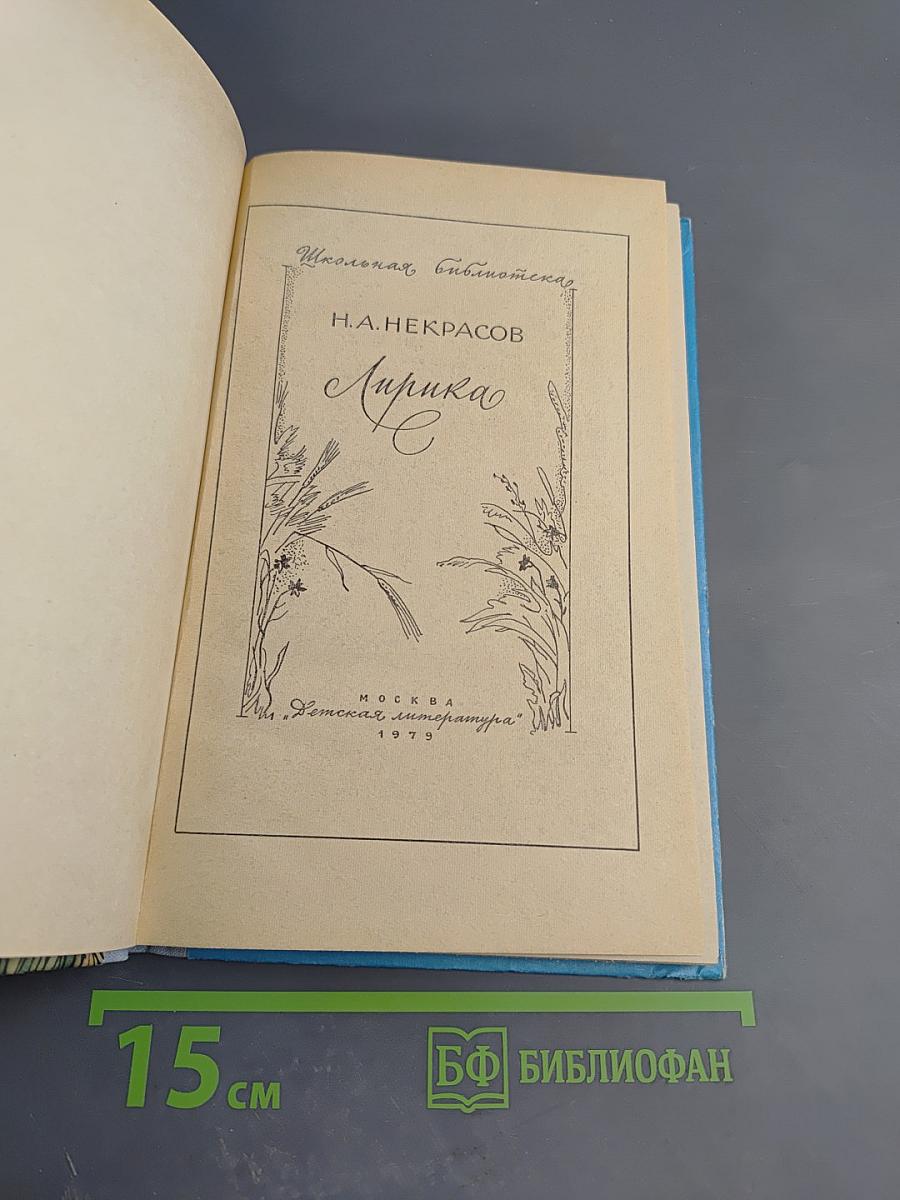 Школьная библиотека
Н.А.НЕКРАСОВ
Лирика
МОСКВА
„Детская литература"
1979
15 см
БФ БИБЛИОФАН